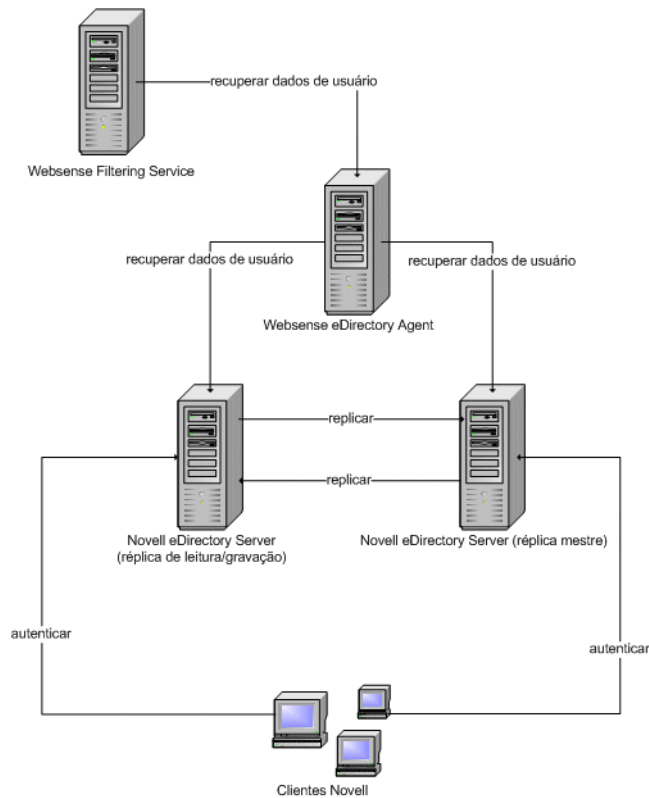 recuperar dados de usuário
Websense Filtering Service
recuperar dados de usuário
recuperar dados de usuário
Websense eDirectory Agent
replicar
replicar
Novell eDirectory Server
(réplica de leitura/gravação)
Novell eDirectory Server (réplica mestre)
autenticar
autenticar
Clientes Novell